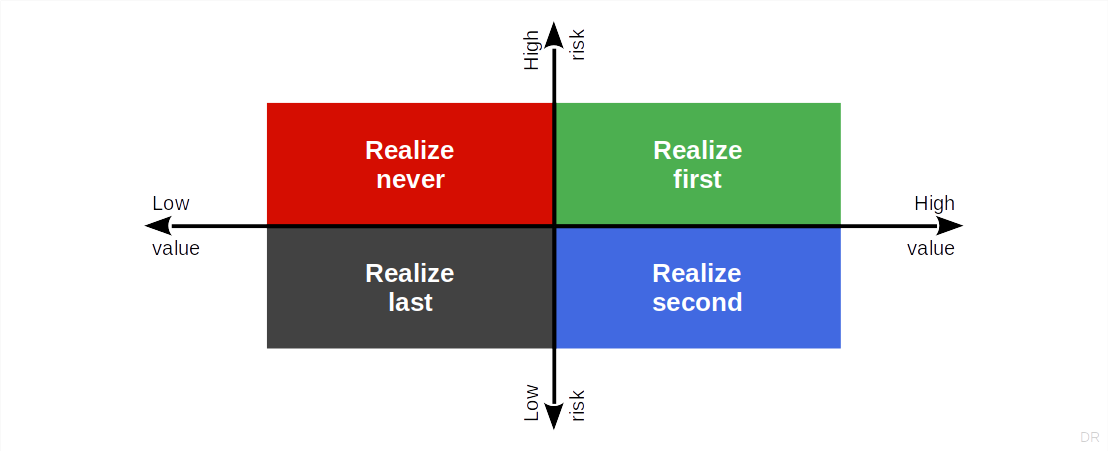 High
risk
Realize
never
Realize
first
Low
value
High
value
Realize
last
Realize
second
Low
risk
DR